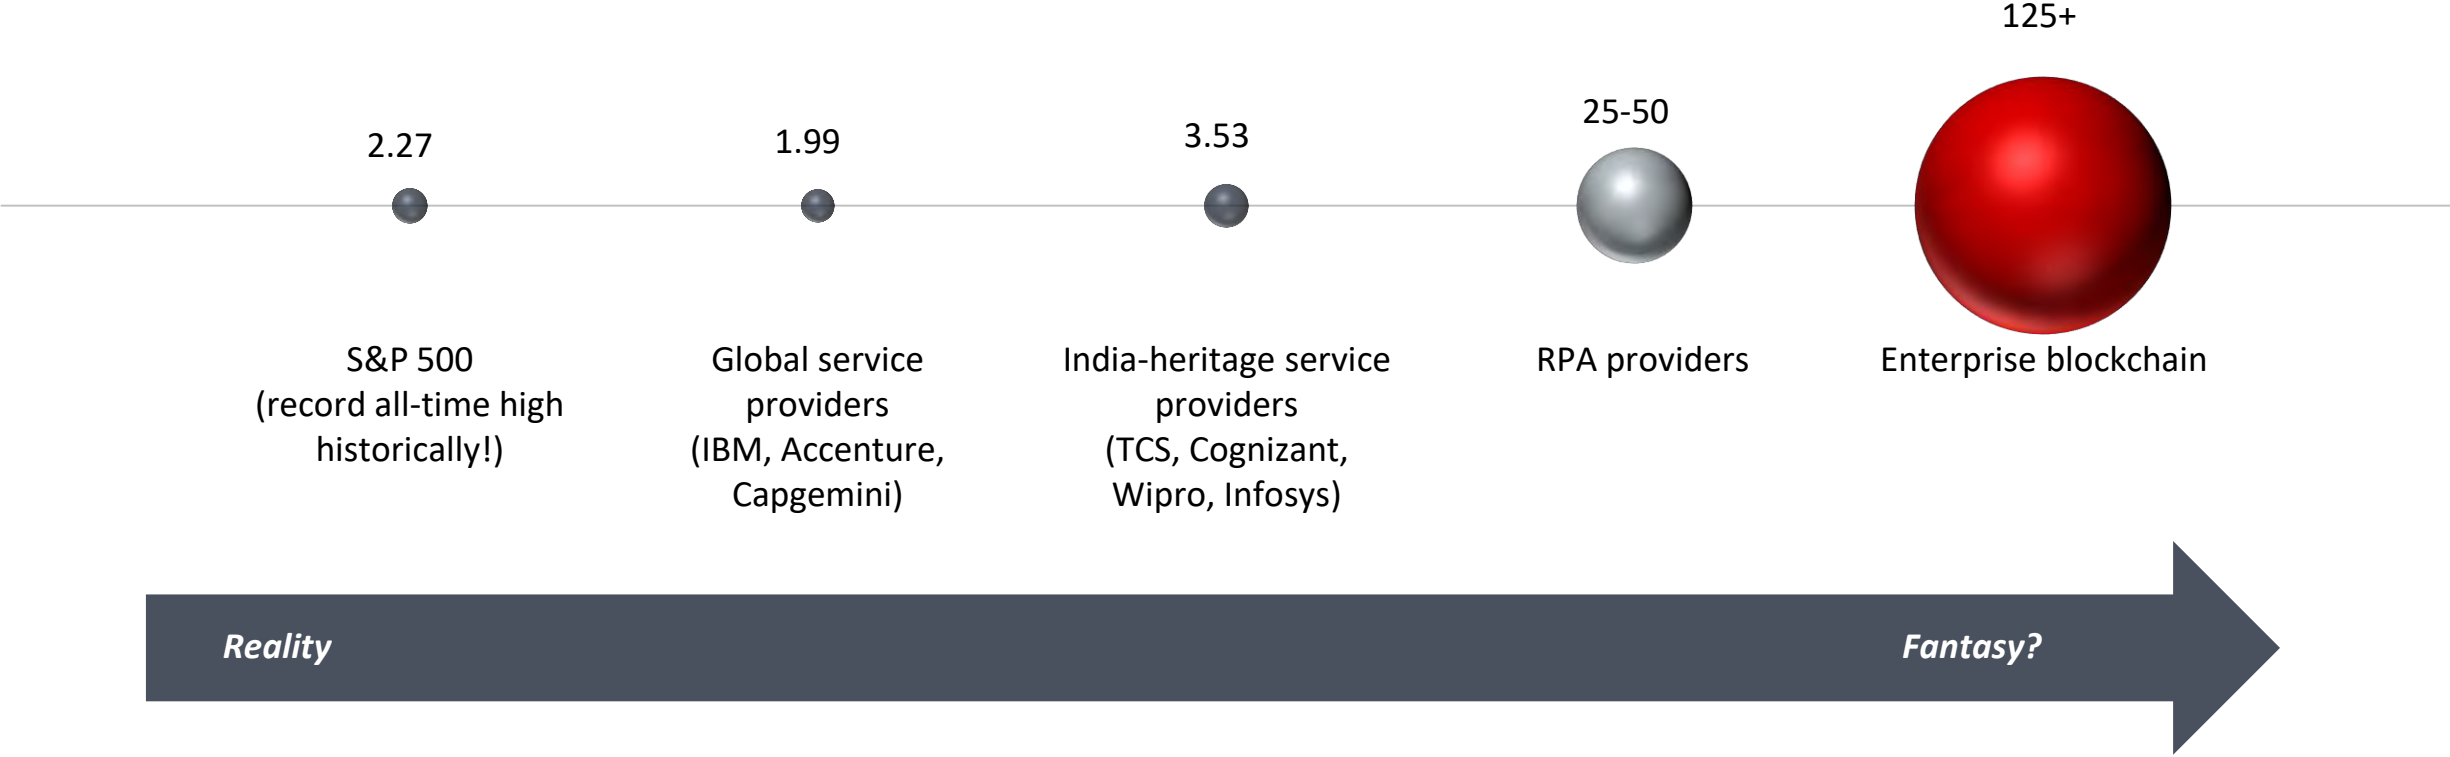 125+
25-50
3.53
1.99
2.27
S&P 500
(record all-time high
historically!)
Global service
providers
(IBM, Accenture,
Capgemini)
India-heritage service
providers
(TCS, Cognizant,
Wipro, Infosys)
RPA providers
Enterprise blockchain
Reality
Fantasy?